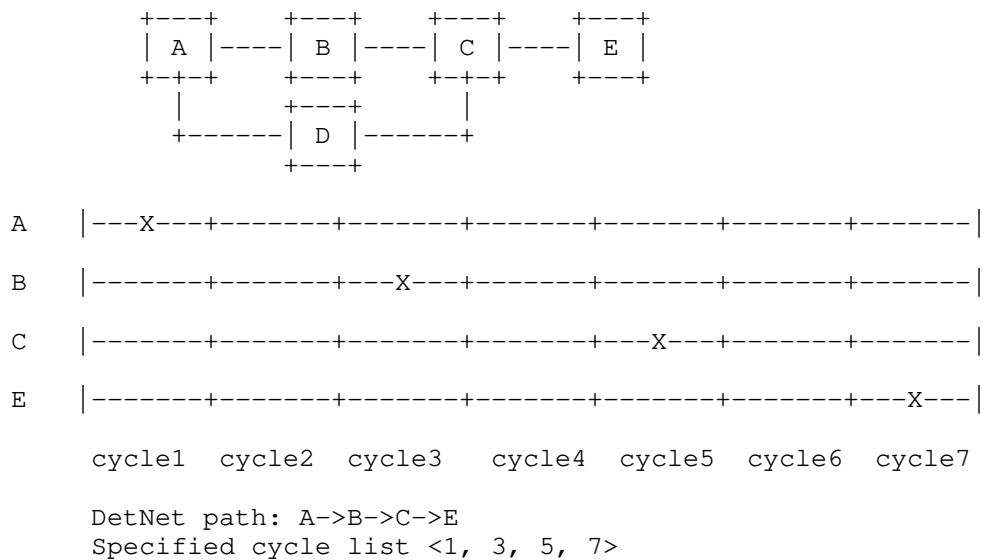 A B C E
D
A X
B X
C X
E X
cycle1 cycle2 cycle3 cycle4 cycle5 cycle6 cycle7
DetNet path: A->B->C->E
Specified cycle list <1, 3, 5, 7>